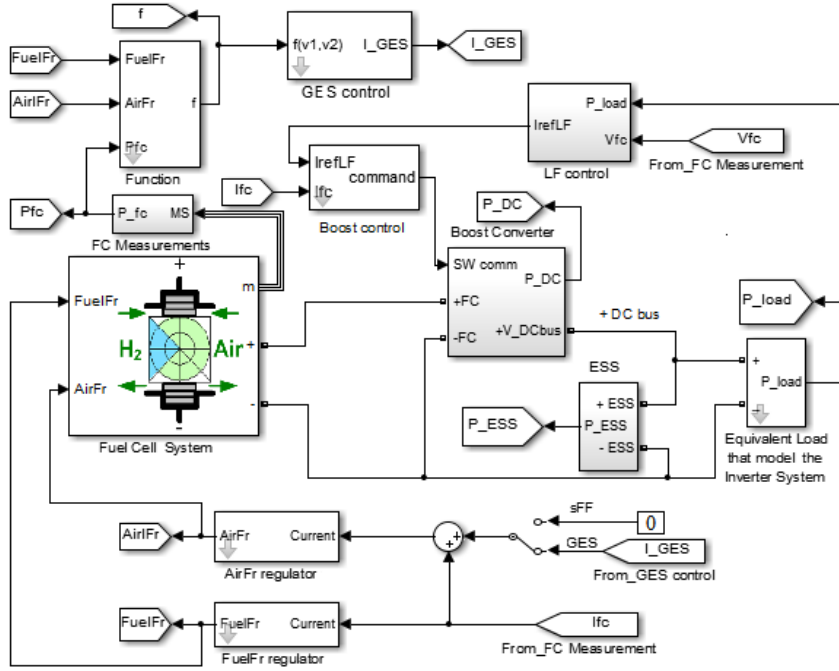 f
FuelFr
AirlFr
FuelFr
AirFr
Pfc
f
Function
f(v1,v2)
I_GES
GES control
I_GES
P_load
IrefLF
Vfc
LF control
Vfc
From_FC Measurement
Ifc
IrefLF
Ifc
command
Boost control
Pfc
P_fc
MS
FC Measurements
P_DC
Boost Converter
SW comm
P_DC
+FC
-FC
+V_DCbus
+ DC bus
P_load
+
m
FuelFr
H2
Air
+
AirFr
-
-
Fuel Cell System
ESS
+ ESS
P_ESS
- ESS
P_ESS
+
P_load
-
Equivalent Load
that model the
Inverter System
sFF
0
GES
I_GES
From_GES control
AirlFr
AirFr
Current
AirFr regulator
+
+
FuelFr
FuelFr
Current
FuelFr regulator
Ifc
From_FC Measurement